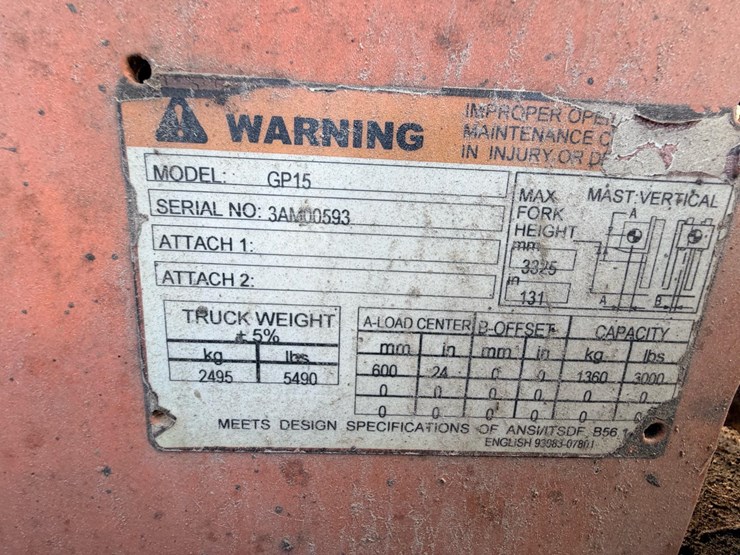 WARNING
IMPROPER
MAINTENANCE
IN INJURY OR
MODEL: GP15
SERIAL NO: 3AM00593
ATTACH 1:
ATTACH 2:
MAX FORK HEIGHT
mm
3325
in
131
MAST:VERTICAL
A
A B
TRUCK WEIGHT
± 5%
kg lbs
2495 5490
A-LOAD CENTER B-OFFSET CAPACITY
mm in mm in kg lbs
600 24 0 0 1360 3000
0 0 0 0 0 0
0 0 0 0 0 0
MEETS DESIGN SPECIFICATIONS OF ANSI/ITSDF B56.1
ENGLISH 93983-07801